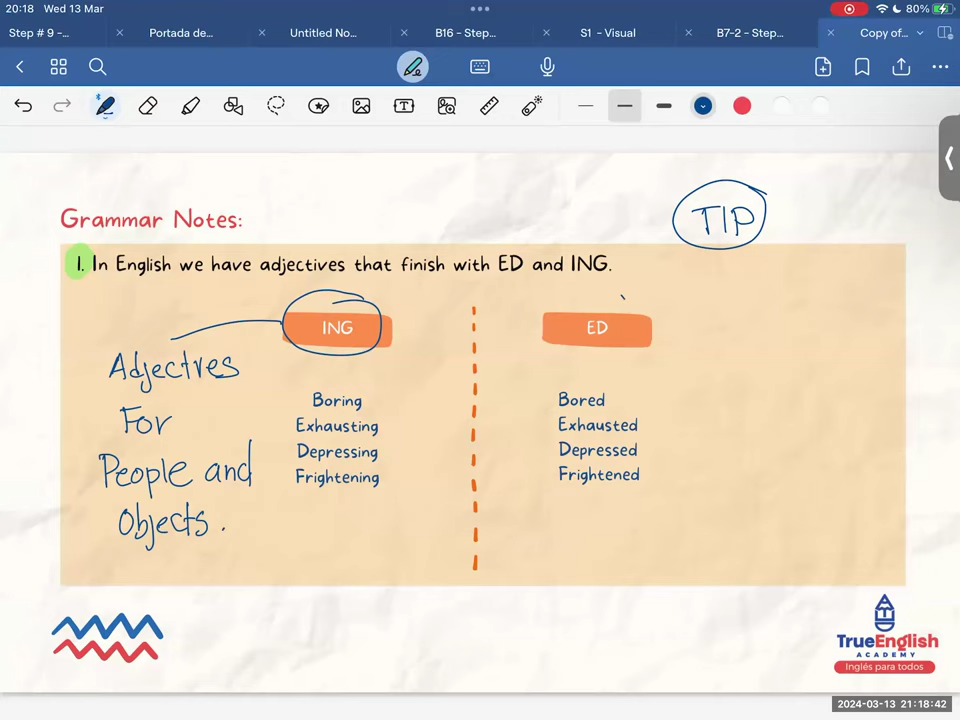 20:18 Wed 13 Mar
80%
Step # 9 -...
Portada de...
Untitled No...
B16 - Step...
S1 - Visual
B7-2 - Step...
Copy of...
Grammar Notes:
TIP
1. In English we have adjectives that finish with ED and ING.
ING
ED
Adjectives
For
People and
Objects.
Boring
Exhausting
Depressing
Frightening
Bored
Exhausted
Depressed
Frightened
TrueEnglish
ACADEMY
Inglés para todos
2024-03-13 21:18:42